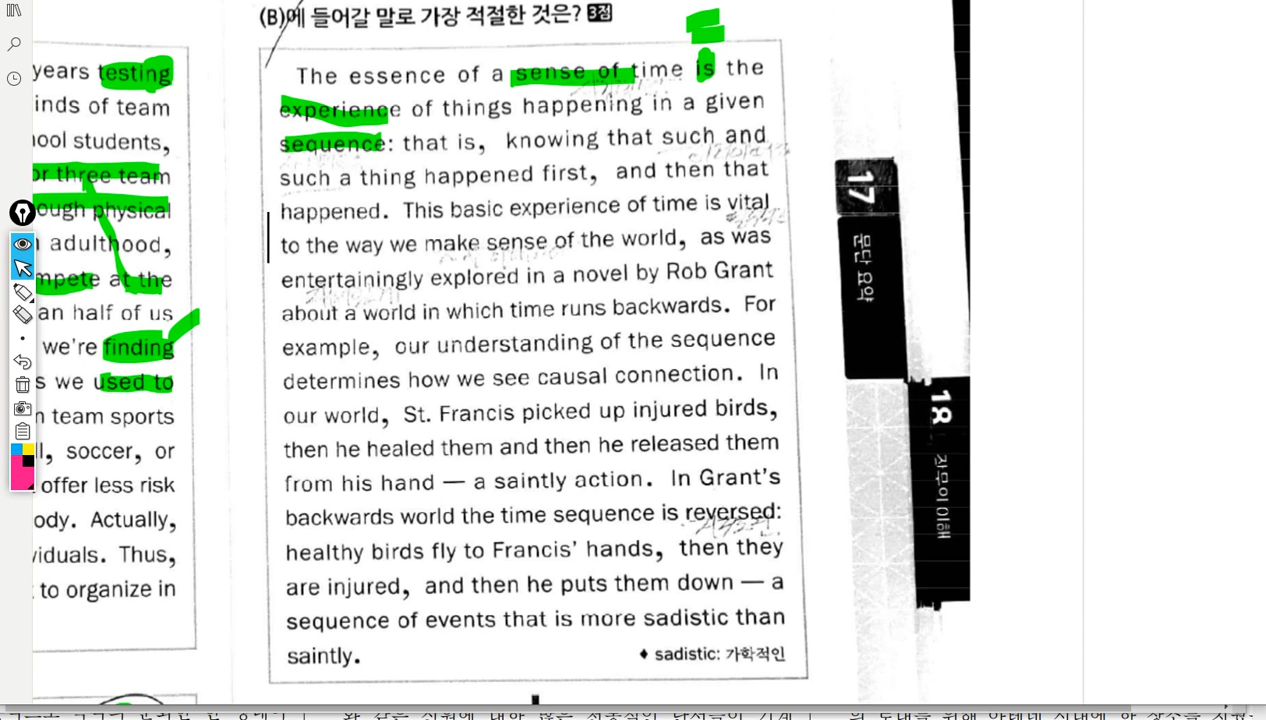 (B)에 들어갈 말로 가장 적절한 것은? 3점
years testing
inds of team
ool students,
or three team
ough physical
adulthood,
mpete at the
an half of us
we're finding
s we used to
n team sports
l, soccer, or
offer less risk
ody. Actually,
viduals. Thus,
to organize in
The essence of a sense of time is the
experience of things happening in a given
sequence: that is, knowing that such and
such a thing happened first, and then that
happened. This basic experience of time is vital
to the way we make sense of the world, as was
entertainingly explored in a novel by Rob Grant
about a world in which time runs backwards. For
example, our understanding of the sequence
determines how we see causal connection. In
our world, St. Francis picked up injured birds,
then he healed them and then he released them
from his hand — a saintly action. In Grant's
backwards world the time sequence is reversed:
healthy birds fly to Francis' hands, then they
are injured, and then he puts them down — a
sequence of events that is more sadistic than
saintly.
♦ sadistic: 가학적인
17
문단 요약
18